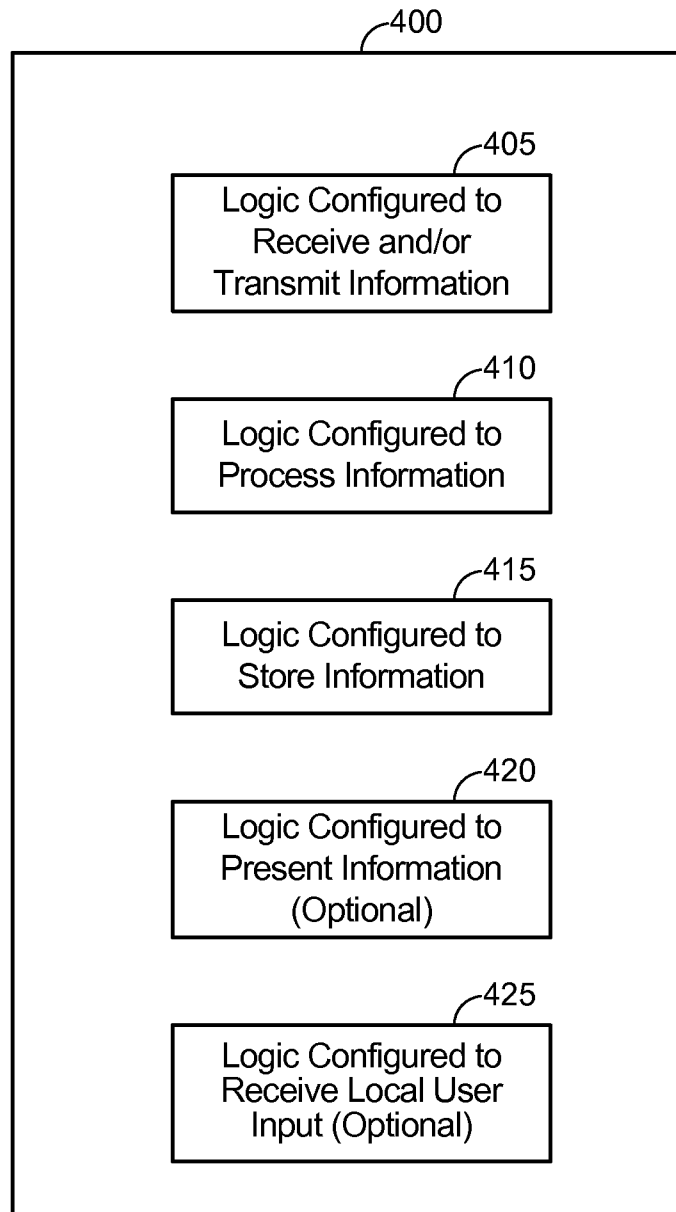 400
405
Logic Configured to
Receive and/or
Transmit Information
410
Logic Configured to
Process Information
415
Logic Configured to
Store Information
420
Logic Configured to
Present Information
(Optional)
425
Logic Configured to
Receive Local User
Input (Optional)